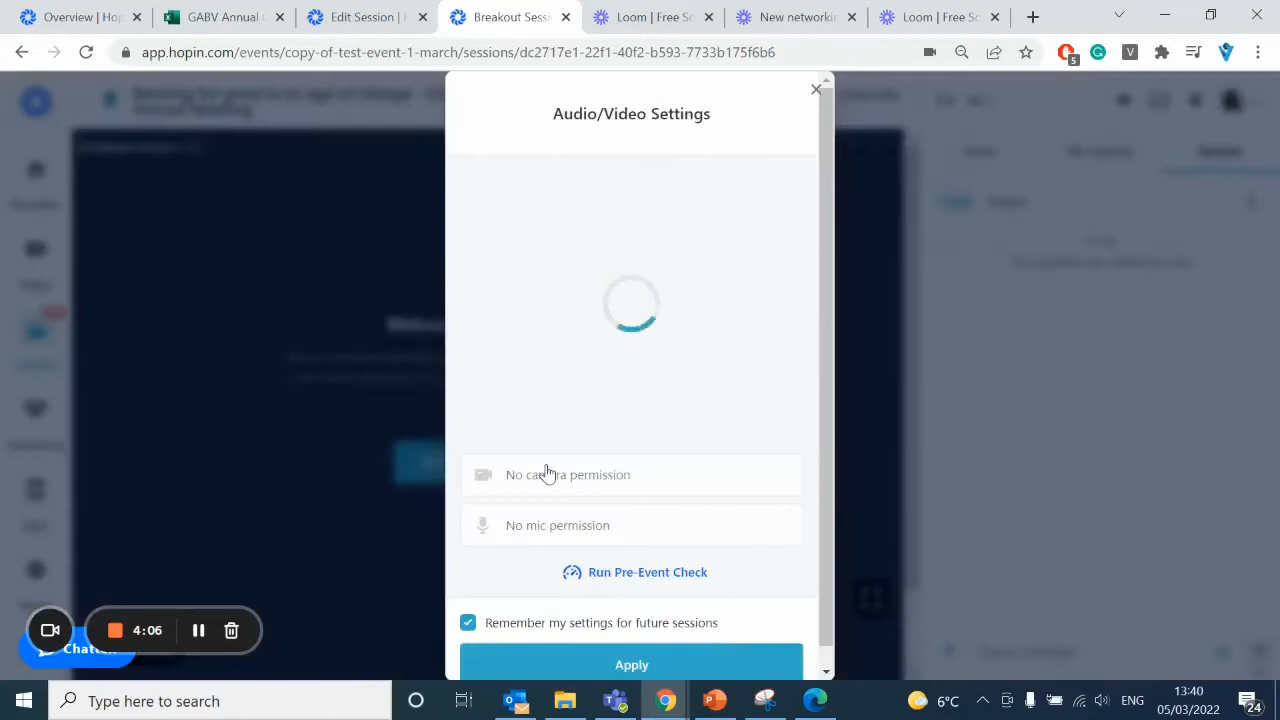 Overview | Hop
GABV Annual C
Edit Session |
Breakout Sessi
Loom | Free Sc
New networki
Loom | Free Sc
app.hopin.com/events/copy-of-test-event-1-march/sessions/dc2717e1-22f1-40f2-b593-7733b175f6b6
5
V
Audio/Video Settings
No camera permission
No mic permission
Run Pre-Event Check
Remember my settings for future sessions
Apply
4:06
Type here to search
6°C
ENG
13:40
05/03/2022
24